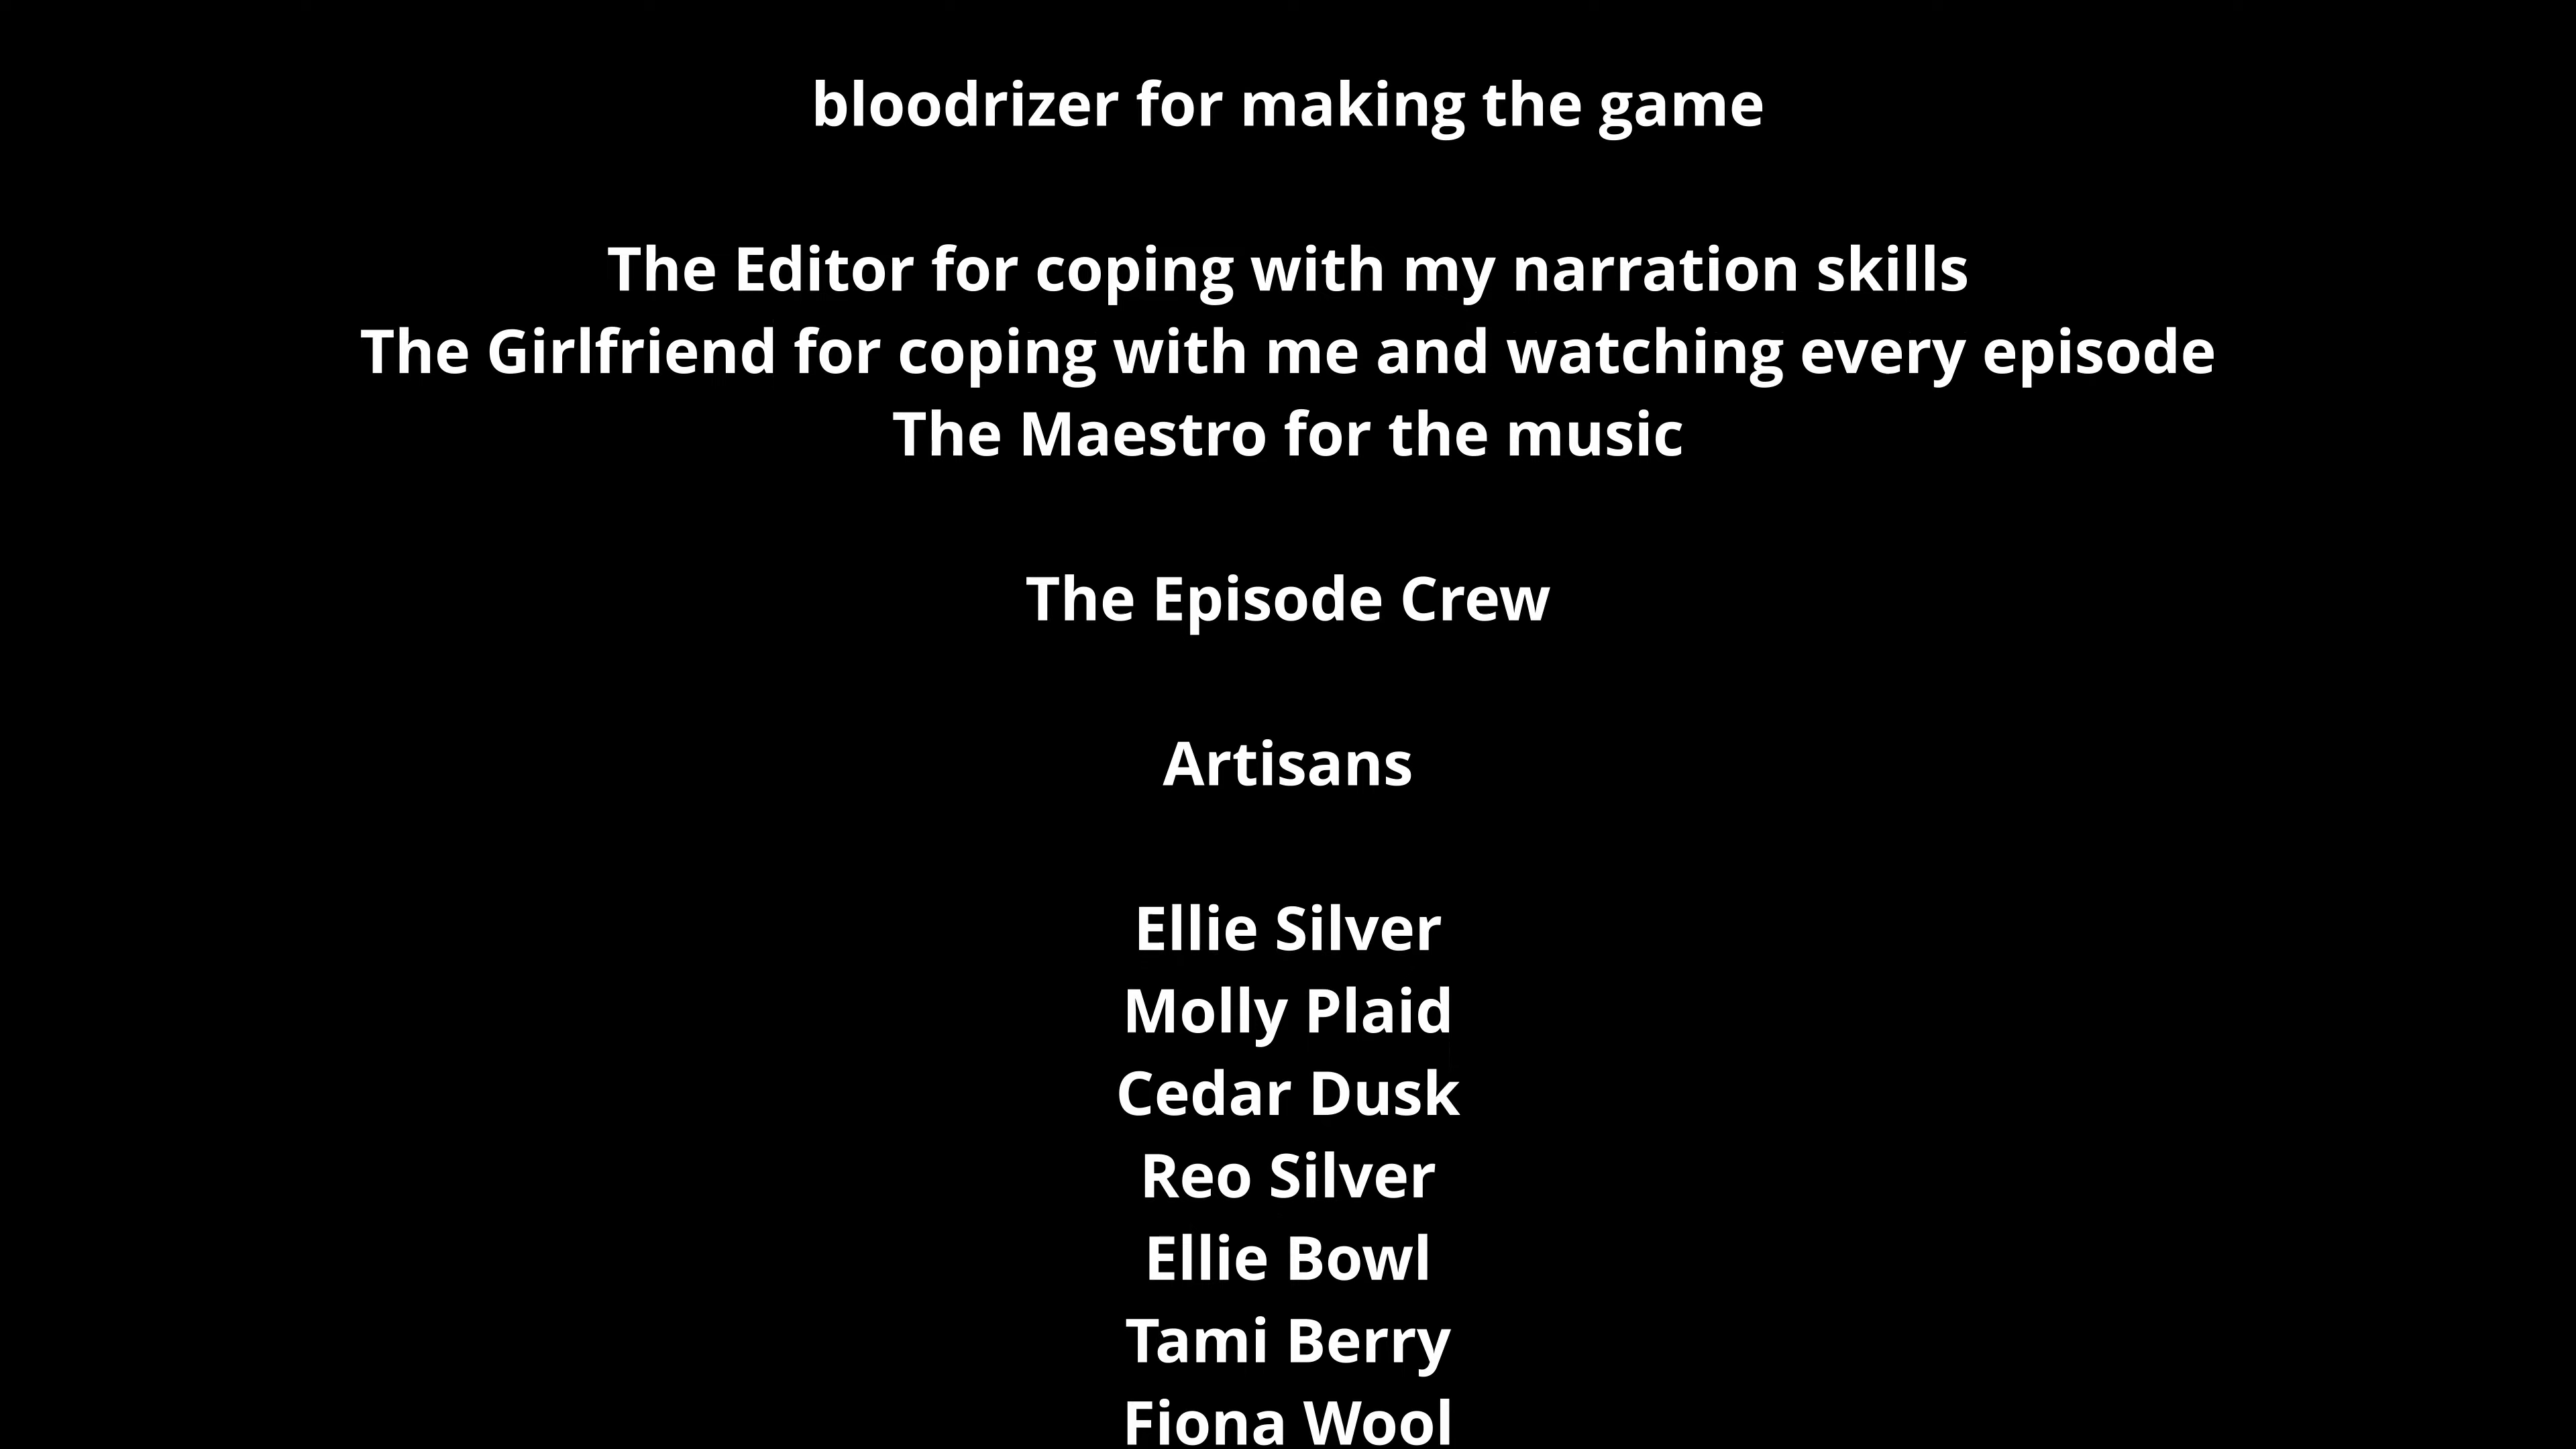 bloodrizer for making the game
The Editor for coping with my narration skills
The Girlfriend for coping with me and watching every episode
The Maestro for the music
The Episode Crew
Artisans
Ellie Silver
Molly Plaid
Cedar Dusk
Reo Silver
Ellie Bowl
Tami Berry
Fiona Wool